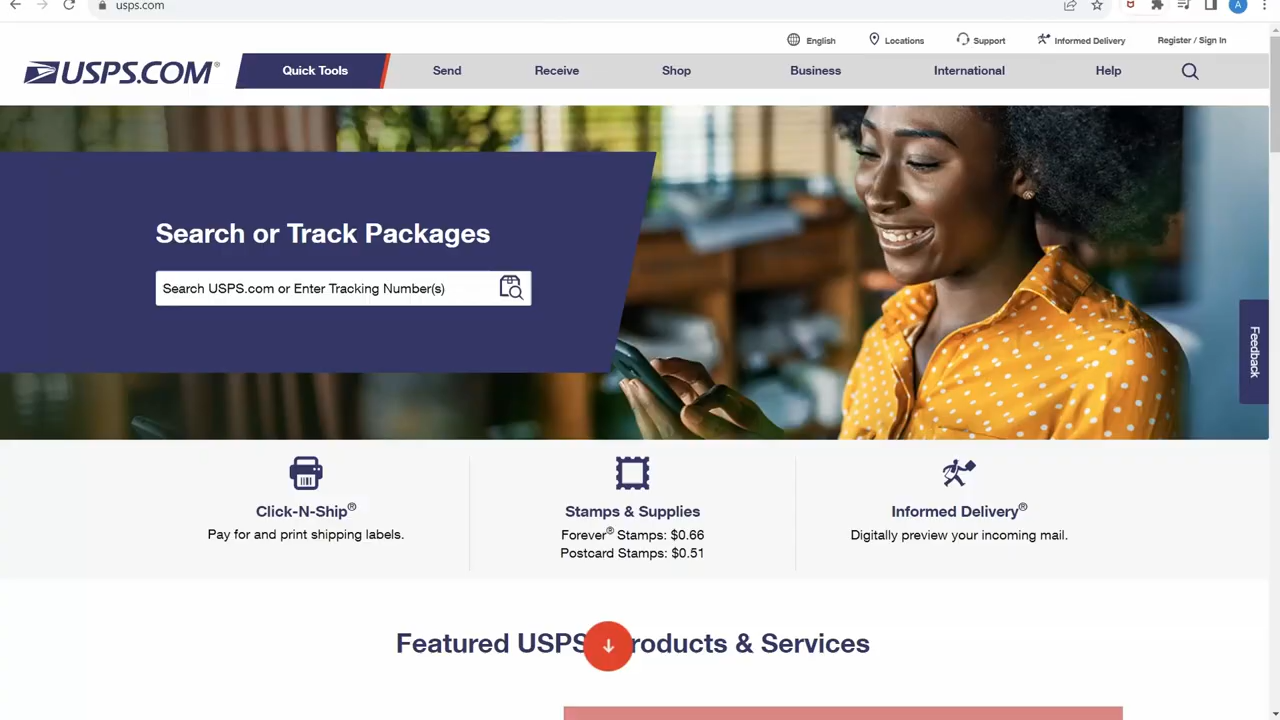 usps.com
A
English
Locations
Support
Informed Delivery
Register / Sign In
USPS.COM®
Quick Tools
Send
Receive
Shop
Business
International
Help
Search or Track Packages
Search USPS.com or Enter Tracking Number(s)
Feedback
Click-N-Ship®
Pay for and print shipping labels.
Stamps & Supplies
Forever® Stamps: $0.66
Postcard Stamps: $0.51
Informed Delivery®
Digitally preview your incoming mail.
Featured USPS Products & Services